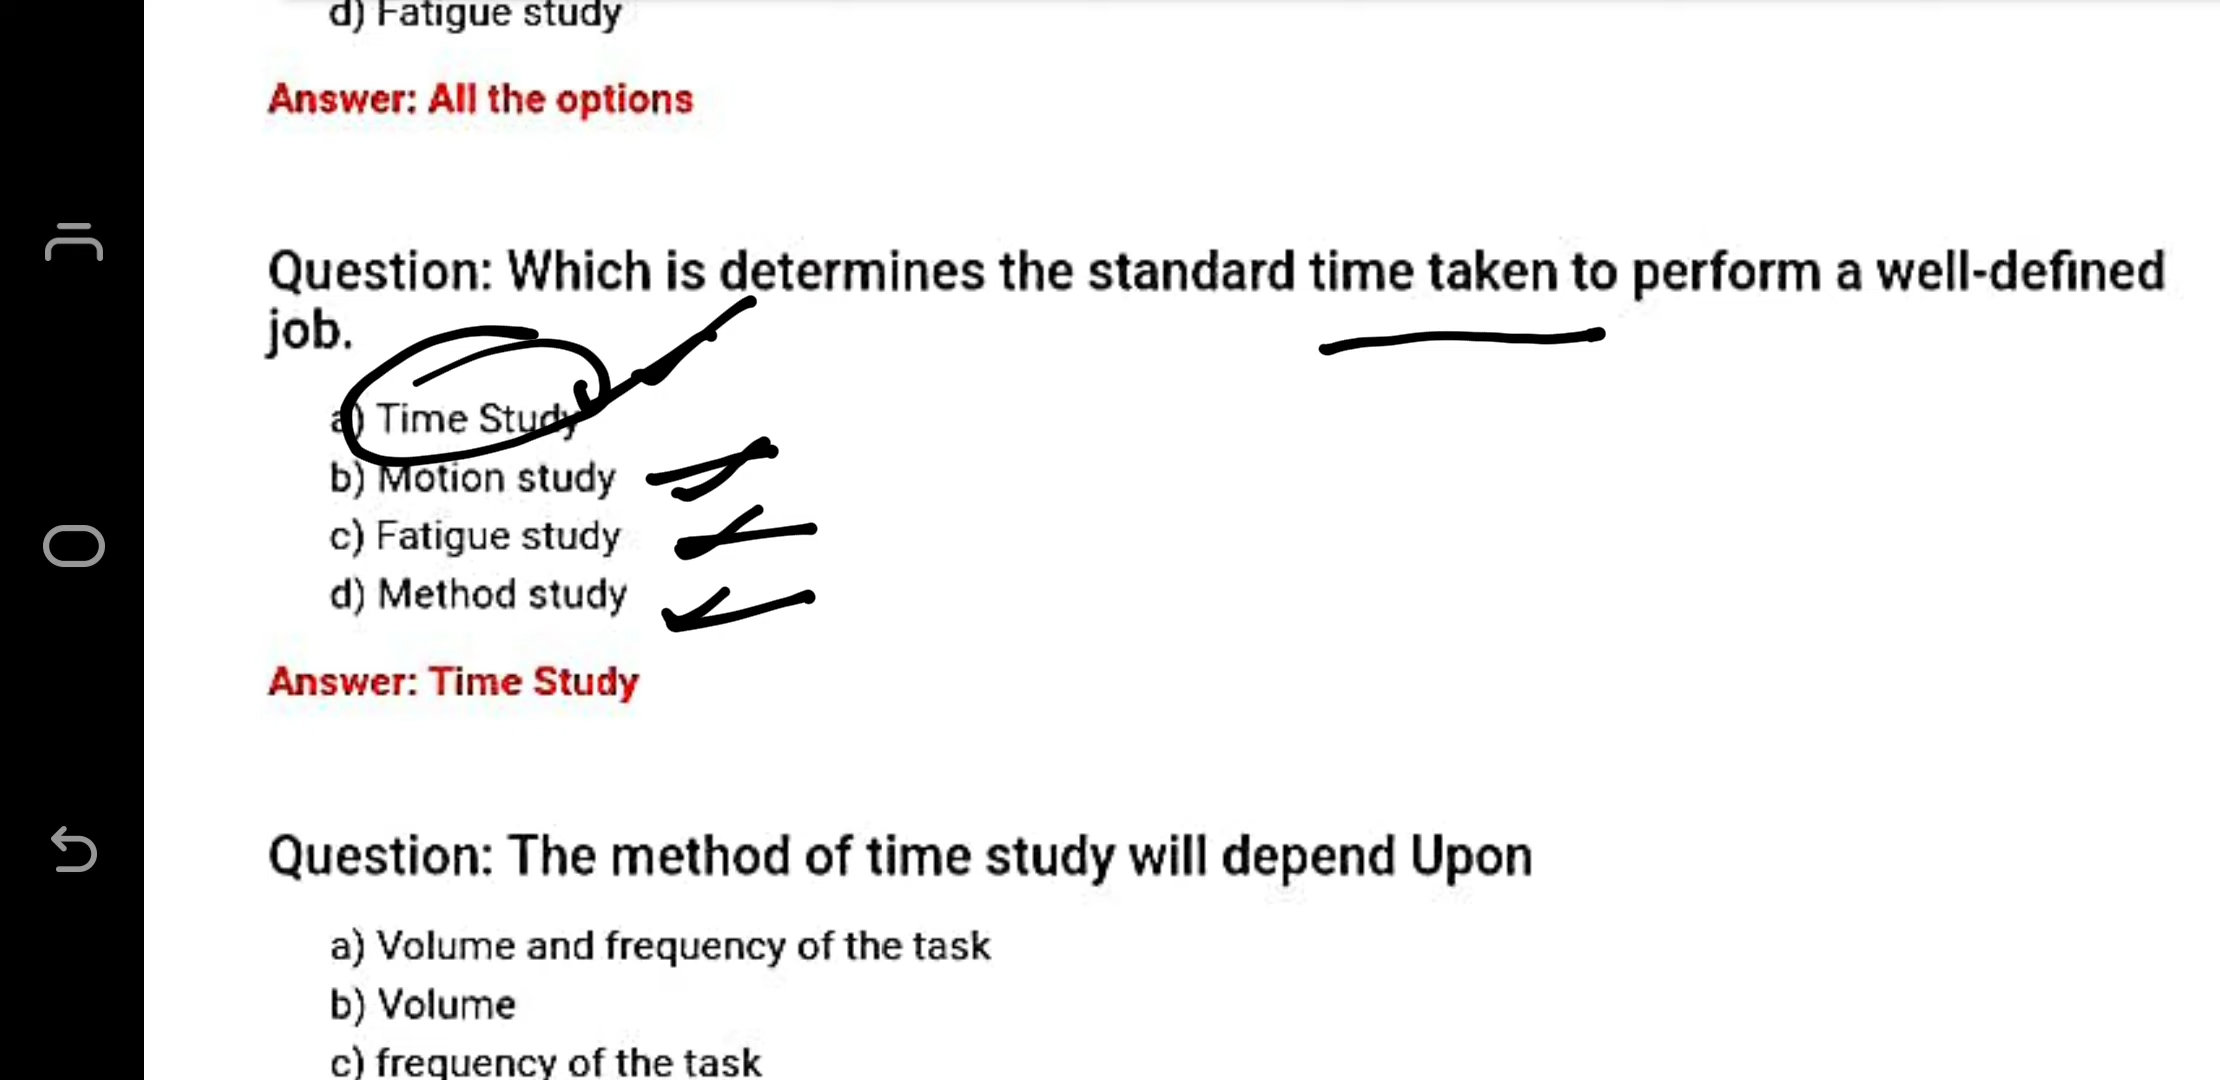 d) Fatigue study
Answer: All the options
Question: Which is determines the standard time taken to perform a well-defined
job.
a) Time Study
b) Motion study
c) Fatigue study
d) Method study
Answer: Time Study
Question: The method of time study will depend Upon
a) Volume and frequency of the task
b) Volume
c) frequency of the task